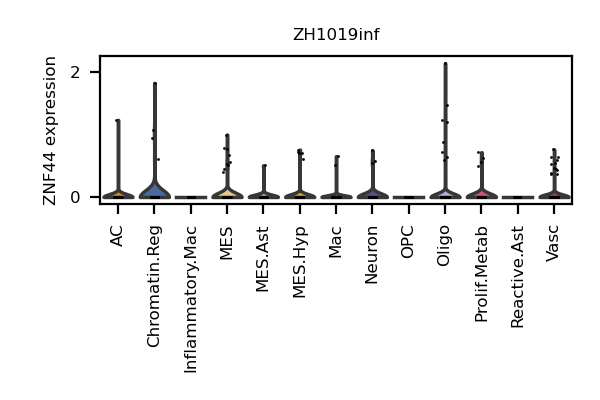 ZH1019inf
ZNF44 expression
2
0
AC
Chromatin.Reg
Inflammatory.Mac
MES
MES.Ast
MES.Hyp
Mac
Neuron
OPC
Oligo
Prolif.Metab
Reactive.Ast
Vasc